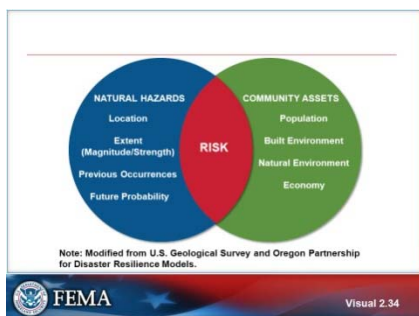 NATURAL HAZARDS
Location
Extent
(Magnitude/Strength)
Previous Occurrences
Future Probability
RISK
COMMUNITY ASSETS
Population
Built Environment
Natural Environment
Economy
Note: Modified from U.S. Geological Survey and Oregon Partnership
for Disaster Resilience Models.
FEMA
Visual 2.34